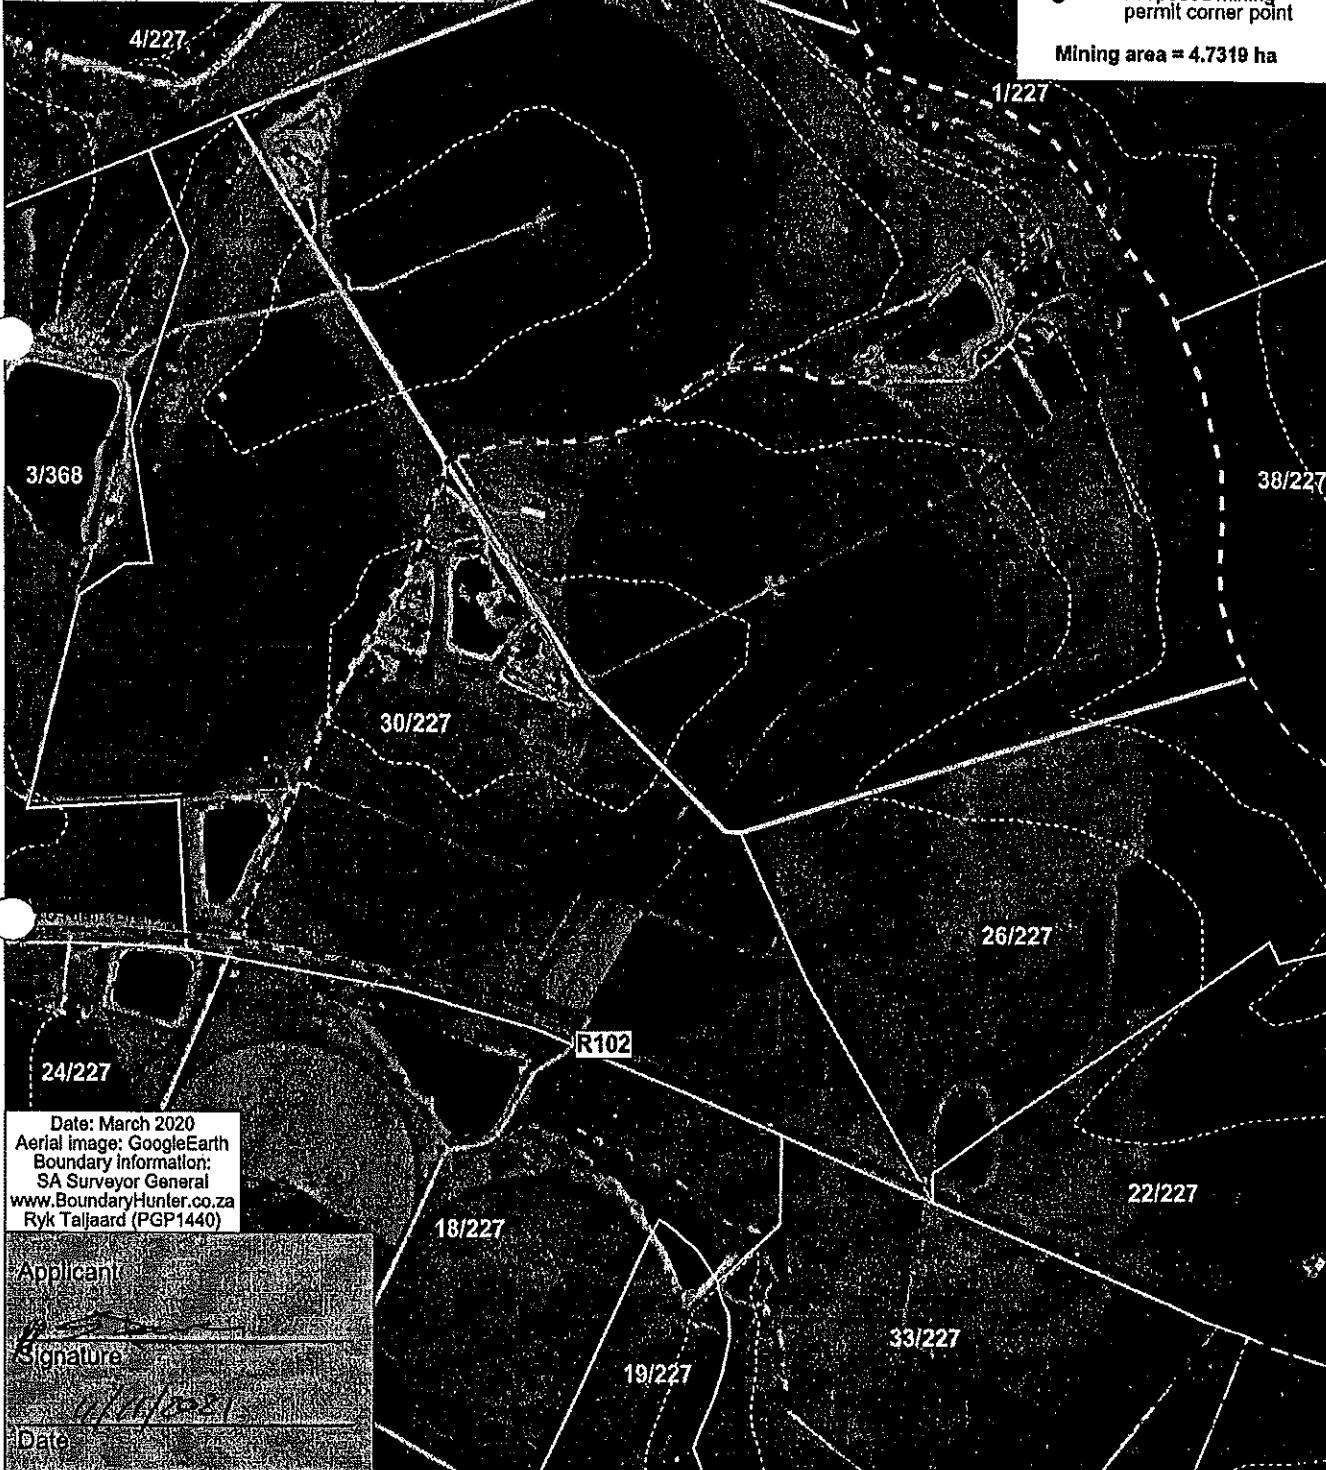 permit corner point
Mining area = 4.7319 ha
4/227
1/227
3/368
38/227
30/227
26/227
R102
24/227
Date: March 2020
Aerial image: GoogleEarth
Boundary information:
SA Surveyor General
www.BoundaryHunter.co.za
Ryk Taljaard (PGP1440)
22/227
18/227
Applicant
33/227
Signature
19/227
Date